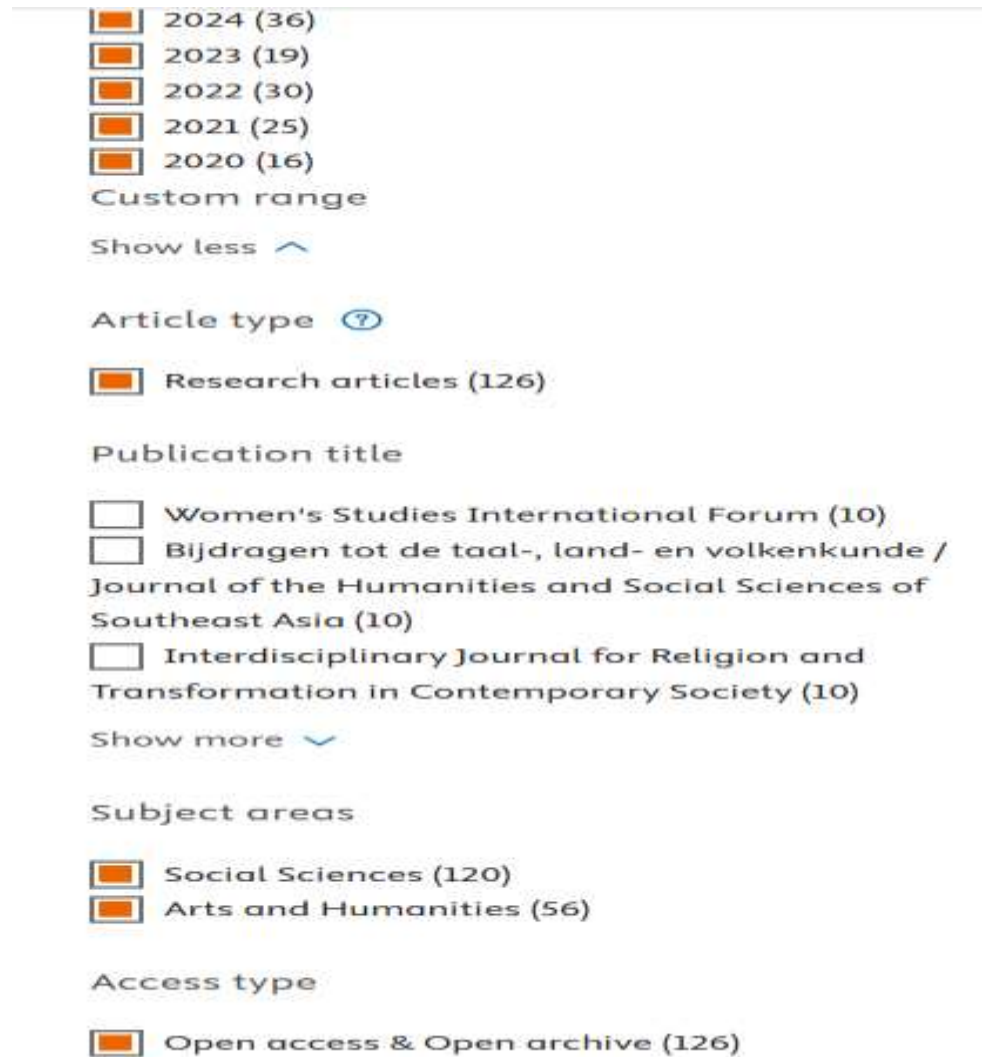 2024 (36)
2023 (19)
2022 (30)
2021 (25)
2020 (16)
Custom range
Show less
Article type ?
Research articles (126)
Publication title
Women's Studies International Forum (10)
Bijdragen tot de taal-, land- en volkenkunde /
Journal of the Humanities and Social Sciences of
Southeast Asia (10)
Interdisciplinary Journal for Religion and
Transformation in Contemporary Society (10)
Show more
Subject areas
Social Sciences (120)
Arts and Humanities (56)
Access type
Open access & Open archive (126)